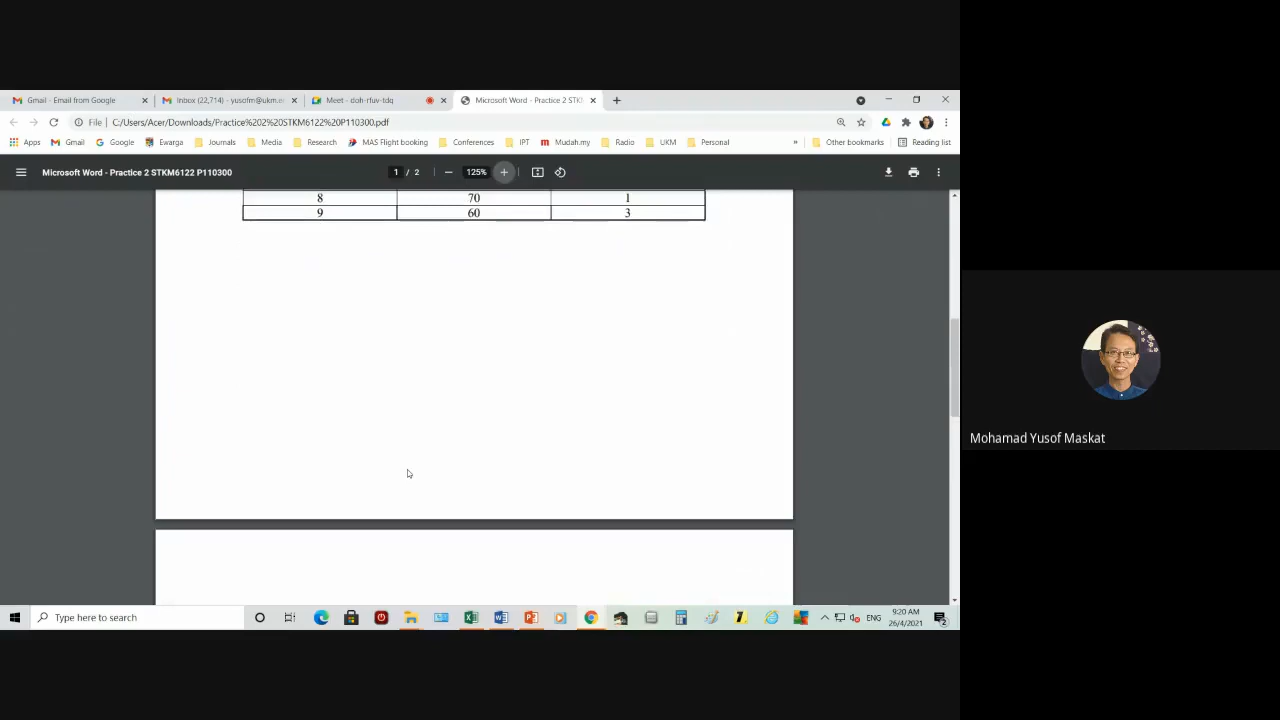 Gmail - Email from Google
Inbox (22,714) - yusofm@ukm.e
Meet – doh-rfuv-tdq
Microsoft Word - Practice 2 STK
File
C:/Users/Acer/Downloads/Practice%202%20STKM6122%20P110300.pdf
Apps Gmail Google Ewarga Journals Media Research MAS Flight booking Conferences IPT Mudah.my Radio UKM Personal » Other bookmarks Reading list
Microsoft Word - Practice 2 STKM6122 P110300
1 / 2
125%
8 70 1
9 60 3
Mohamad Yusof Maskat
Type here to search
ENG
9:20 AM
26/4/2021
2